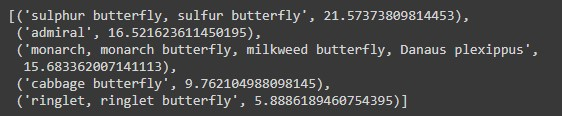 [('sulphur butterfly, sulfur butterfly', 21.57373809814453),
('admiral', 16.521623611450195),
('monarch, monarch butterfly, milkweed butterfly, Danaus plexippus',
15.683362007141113),
('cabbage butterfly', 9.762104988098145),
('ringlet, ringlet butterfly', 5.8886189460754395)]